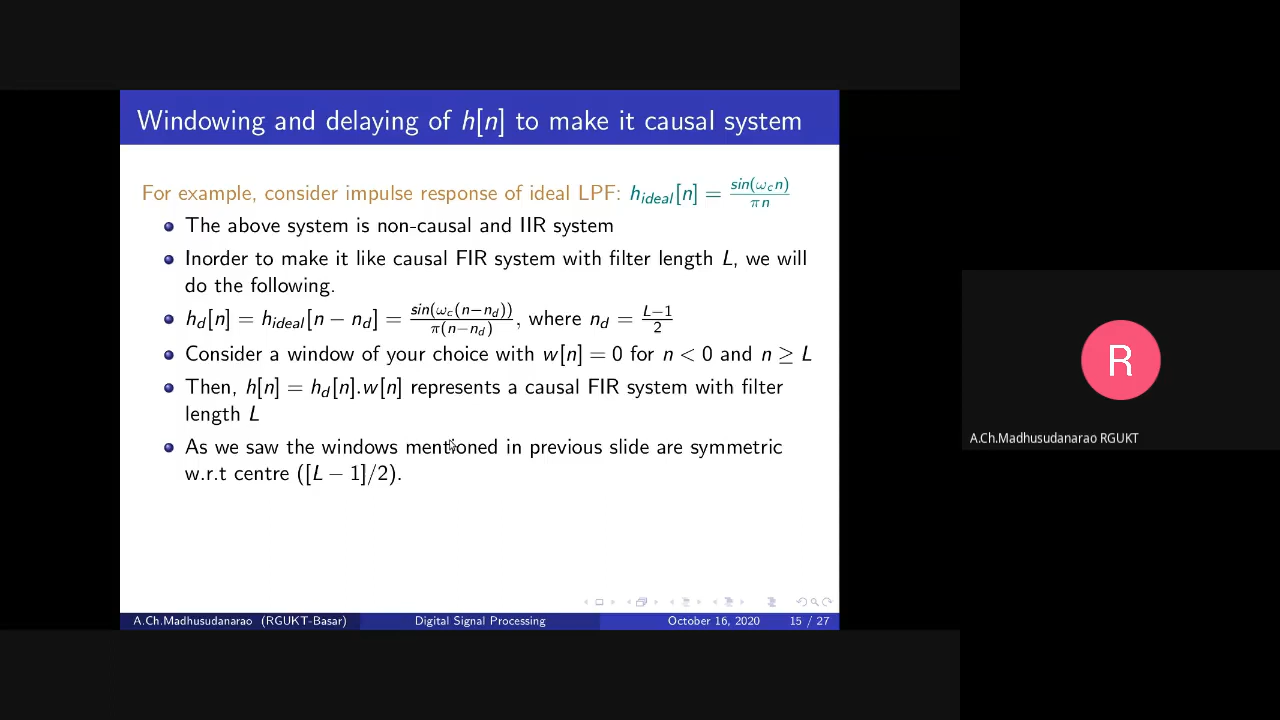 Windowing and delaying of h[n] to make it causal system
For example, consider impulse response of ideal LPF: h_ideal[n] = sin(ω_c n)/πn
The above system is non-causal and IIR system
Inorder to make it like causal FIR system with filter length L, we will
do the following.
h_d[n] = h_ideal[n − n_d] = sin(ω_c(n−n_d))/π(n−n_d), where n_d = L−1/2
Consider a window of your choice with w[n] = 0 for n < 0 and n ≥ L
Then, h[n] = h_d[n].w[n] represents a causal FIR system with filter
length L
As we saw the windows mentioned in previous slide are symmetric
w.r.t centre ([L − 1]/2).
R
A.Ch.Madhusudanarao RGUKT
A.Ch.Madhusudanarao (RGUKT-Basar) Digital Signal Processing October 16, 2020 15 / 27